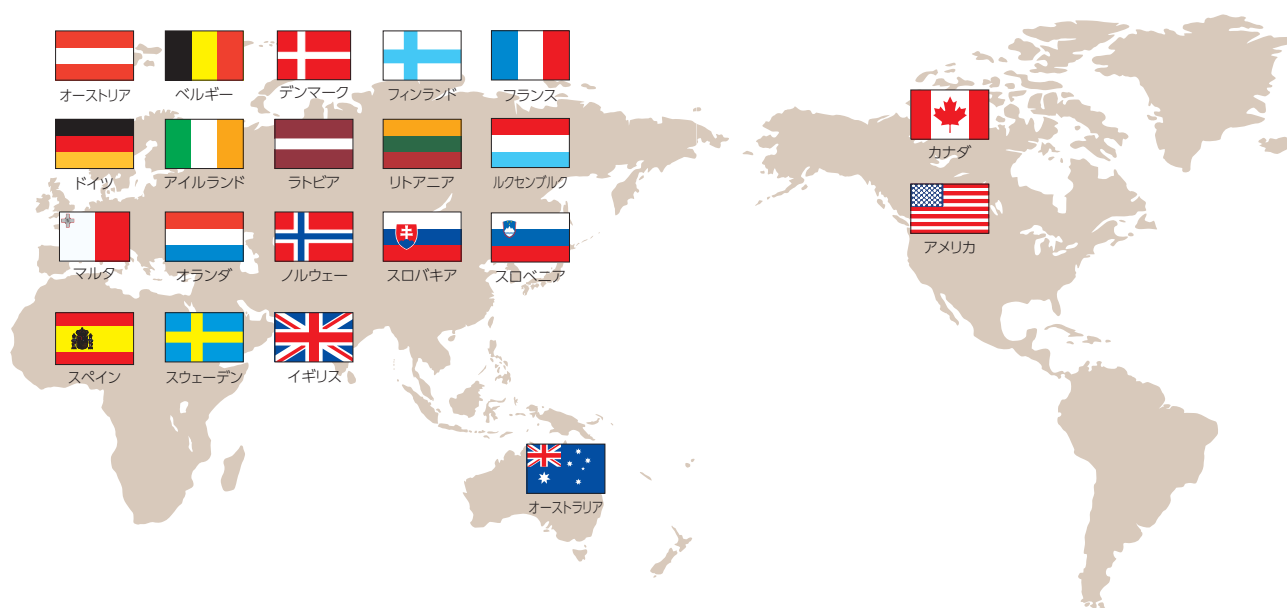 オーストリア
ベルギー
デンマーク
フィンランド
フランス
ドイツ
アイルランド
ラトビア
リトアニア
ルクセンブルク
マルタ
オランダ
ノルウェー
スロバキア
スロベニア
スペイン
スウェーデン
イギリス
カナダ
アメリカ
オーストラリア